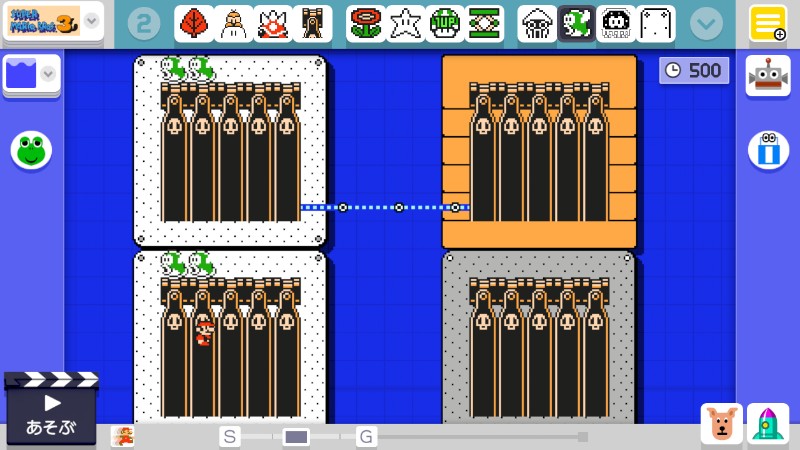 SUPER
MARIO BROS. 3
2
1UP
500
あそぶ
S
G